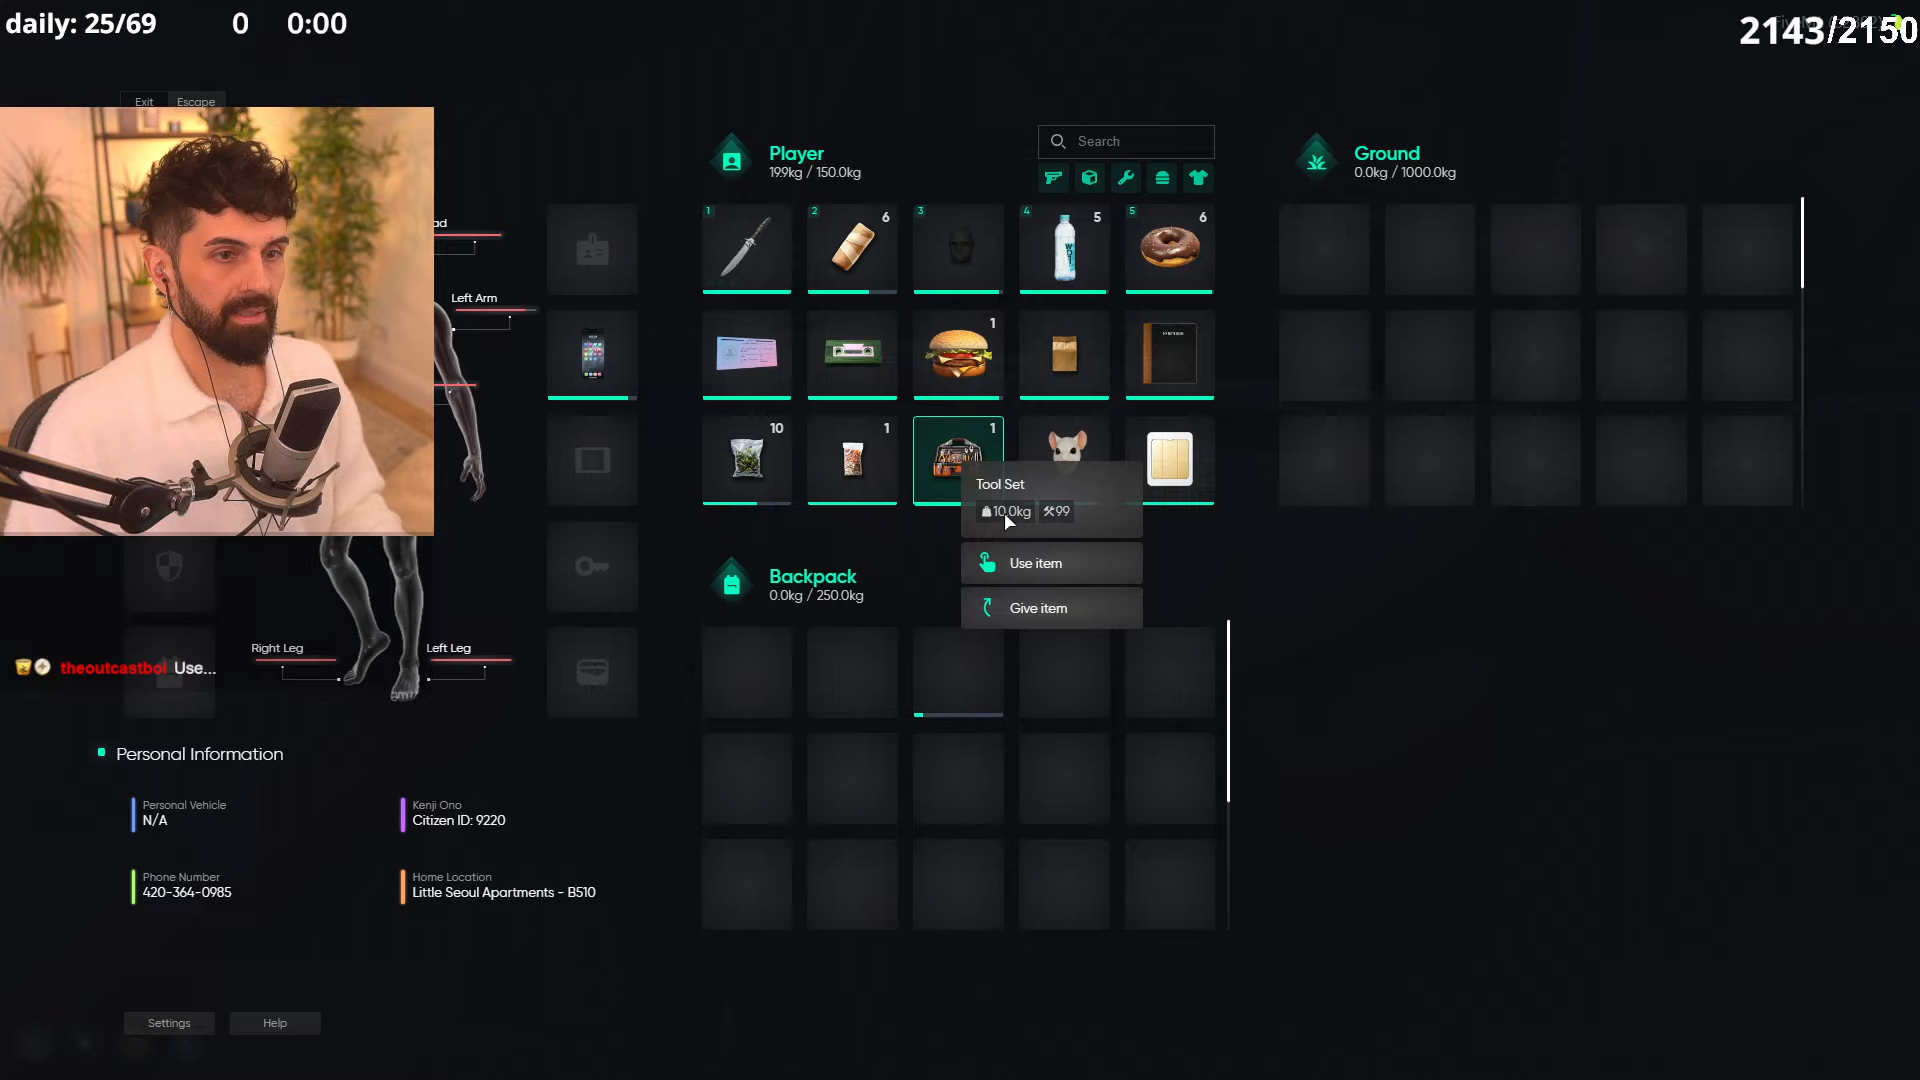 daily: 25/69 0 0:00
2143/2150
Exit Escape
Player
19.9kg / 150.0kg
Search
Ground
0.0kg / 1000.0kg
1
2 6
3
4 5
5 6
ad
Left Arm
1
10
1
1
Tool Set
10.0kg 99
Use item
Give item
Backpack
0.0kg / 250.0kg
Right Leg
Left Leg
theoutcastboi Use...
Personal Information
Personal Vehicle
N/A
Kenji Ono
Citizen ID: 9220
Phone Number
420-364-0985
Home Location
Little Seoul Apartments - B510
Settings
Help